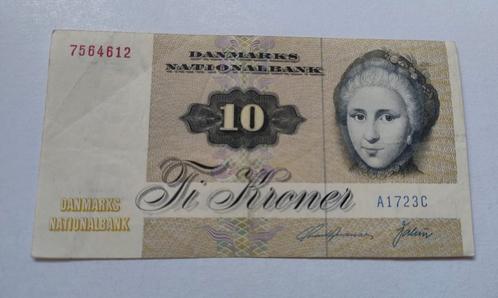 7564612
DANMARKS
NATIONALBANK
10
Ti Kroner
A1723C
DANMARKS
NATIONALBANK